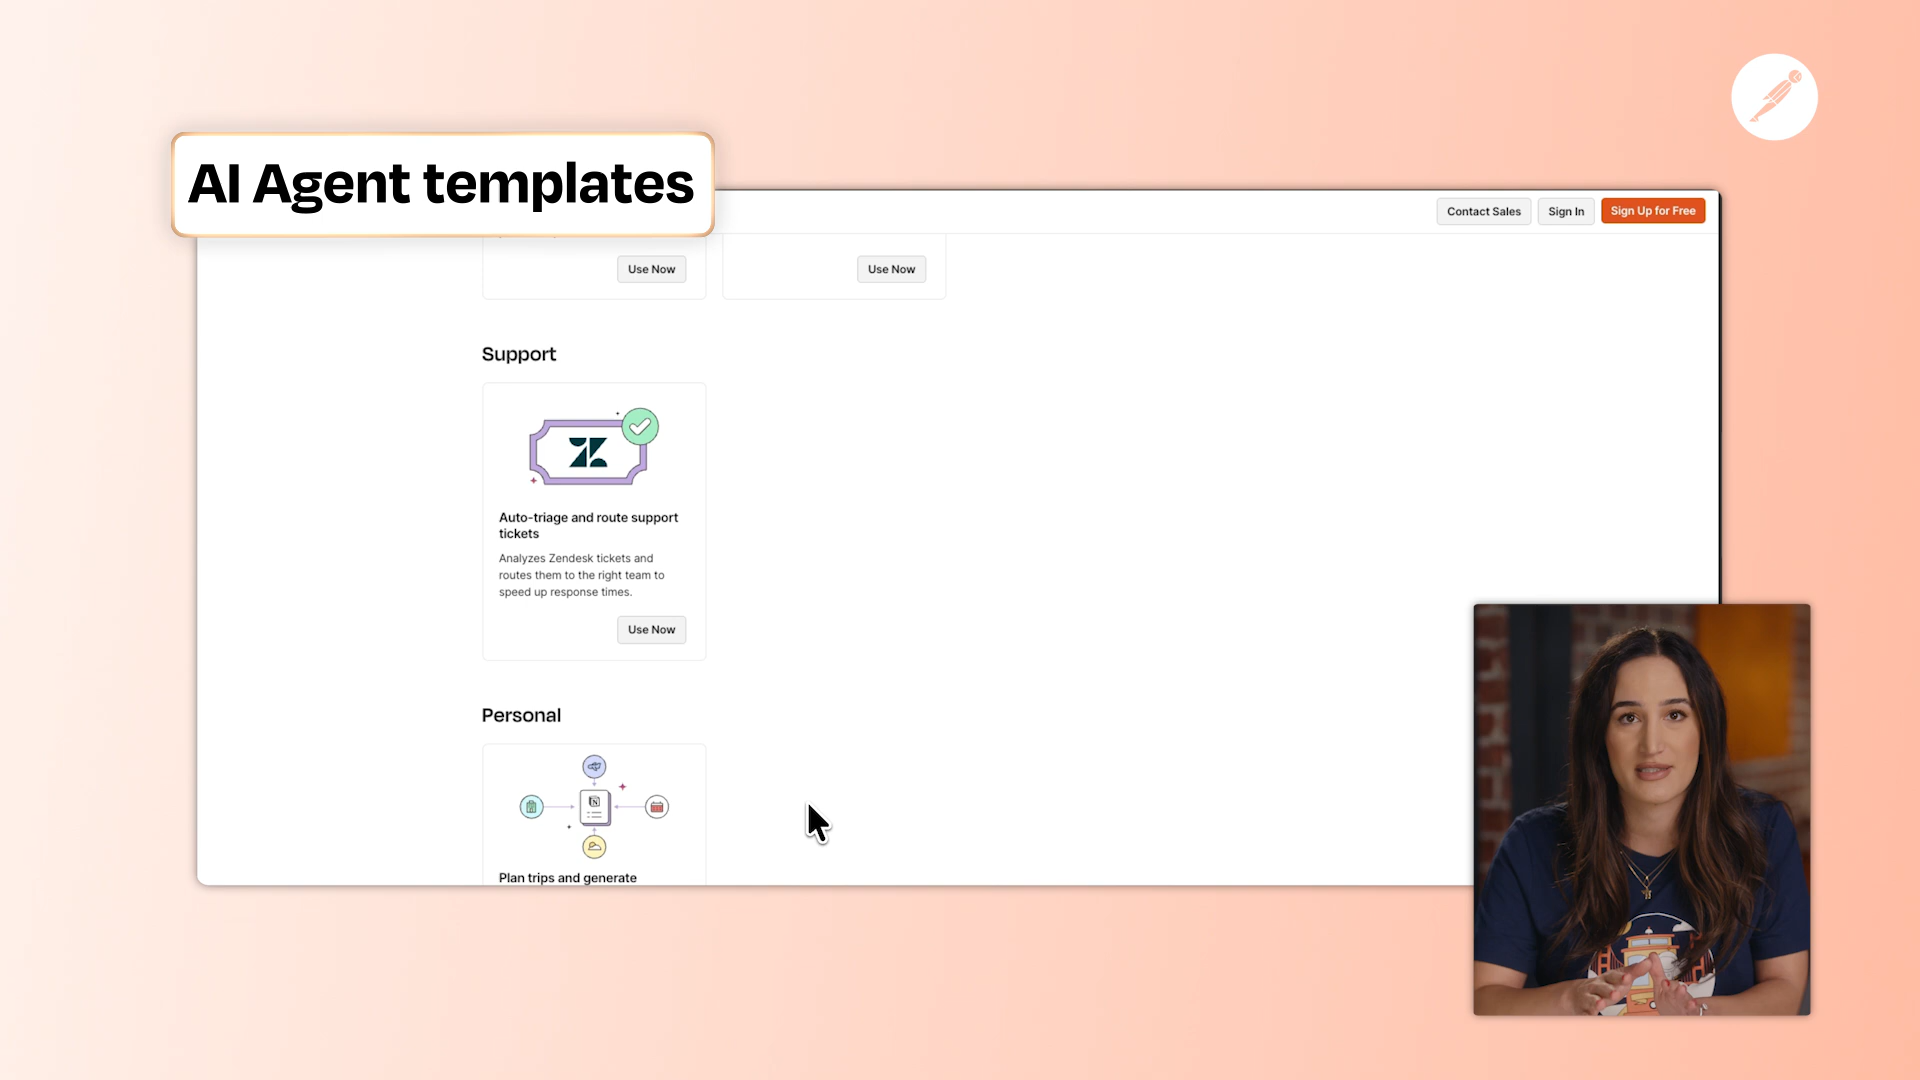 AI Agent templates
Contact Sales
Sign In
Sign Up for Free
Use Now
Use Now
Support
Auto-triage and route support
tickets
Analyzes Zendesk tickets and
routes them to the right team to
speed up response times.
Use Now
Personal
Plan trips and generate